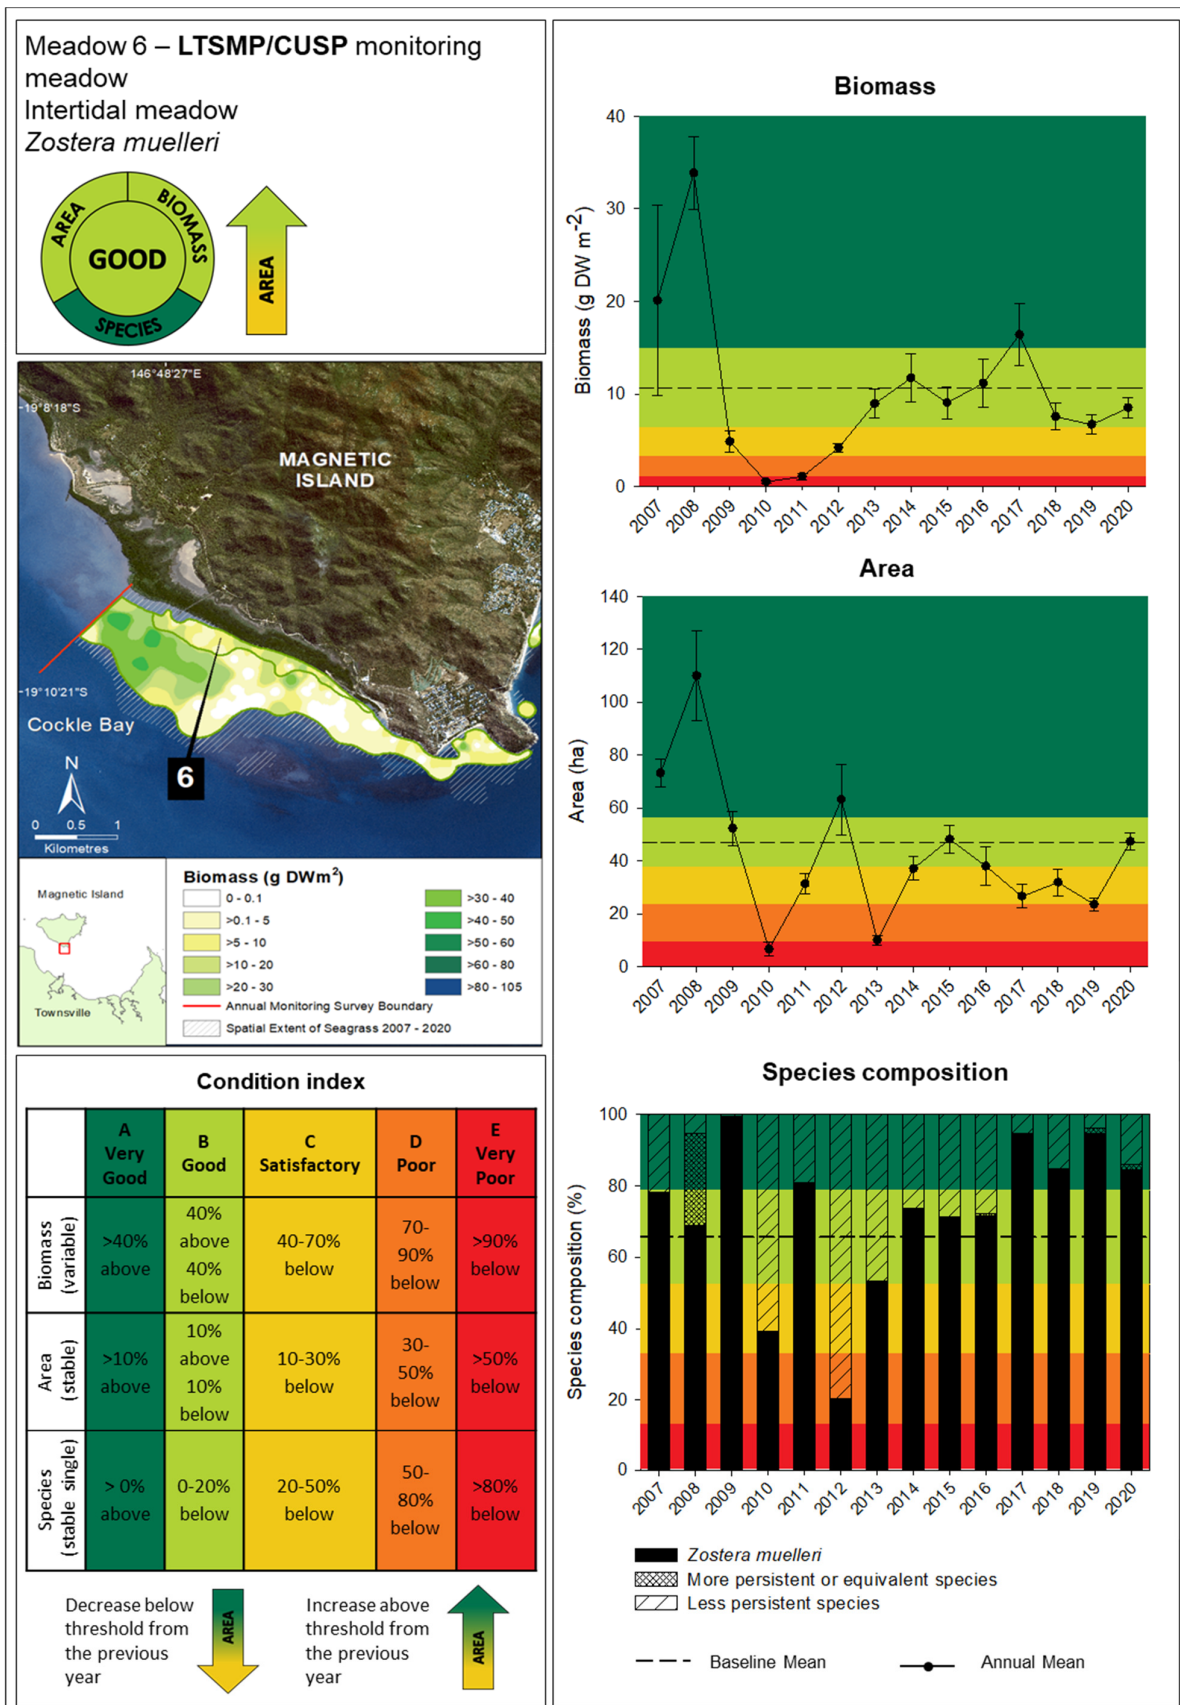 Meadow 6 – LTSMP/CUSP monitoring
meadow
Intertidal meadow
Zostera muelleri
AREA
BIOMASS
GOOD
SPECIES
AREA
146°48'27"E
19°8'18"S
MAGNETIC
ISLAND
19°10'21"S
Cockle Bay
N
6
0 0.5 1
Kilometres
Magnetic Island
Townsville
Biomass (g DWm2)
0 - 0.1
>0.1 - 5
>5 - 10
>10 - 20
>20 - 30
>30 - 40
>40 - 50
>50 - 60
>60 - 80
>80 - 105
Annual Monitoring Survey Boundary
Spatial Extent of Seagrass 2007 - 2020
Condition index
A
Very
Good
B
Good
C
Satisfactory
D
Poor
E
Very
Poor
Biomass
(variable)
>40%
above
40%
above
40%
below
40-70%
below
70-
90%
below
>90%
below
Area
(stable)
>10%
above
10%
above
10%
below
10-30%
below
30-
50%
below
>50%
below
Species
(stable single)
> 0%
above
0-20%
below
20-50%
below
50-
80%
below
>80%
below
Decrease below
threshold from
the previous
year
AREA
Increase above
threshold from
the previous
year
AREA
Biomass
Biomass (g DW m-2)
40
30
20
10
0
2007 2008 2009 2010 2011 2012 2013 2014 2015 2016 2017 2018 2019 2020
Area
Area (ha)
140
120
100
80
60
40
20
0
2007 2008 2009 2010 2011 2012 2013 2014 2015 2016 2017 2018 2019 2020
Species composition
Species composition (%)
100
80
60
40
20
0
2007 2008 2009 2010 2011 2012 2013 2014 2015 2016 2017 2018 2019 2020
Zostera muelleri
More persistent or equivalent species
Less persistent species
Baseline Mean
Annual Mean